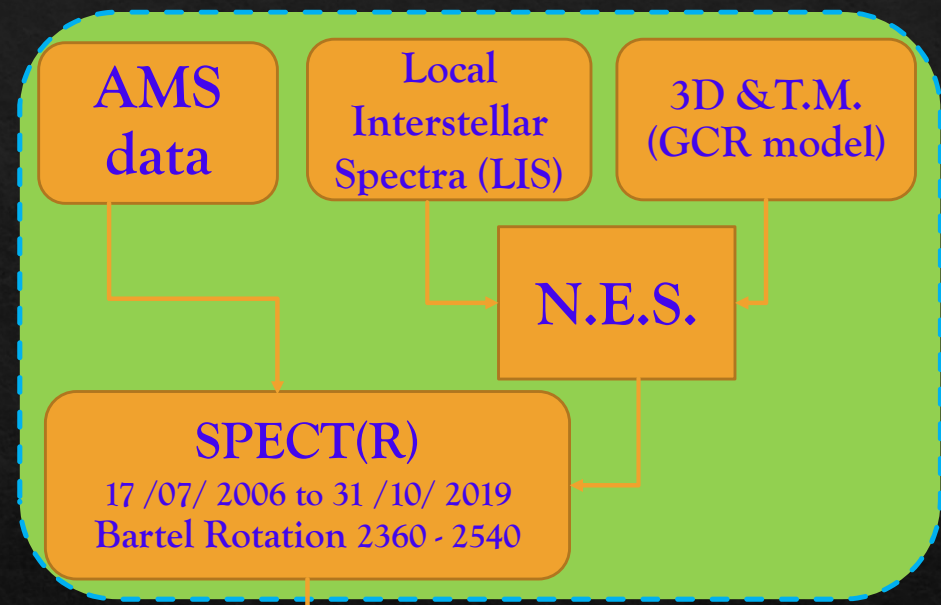 AMS
data
Local
Interstellar
Spectra (LIS)
3D &T.M.
(GCR model)
N.E.S.
SPECT(R)
17 /07/ 2006 to 31 /10/ 2019
Bartel Rotation 2360 - 2540